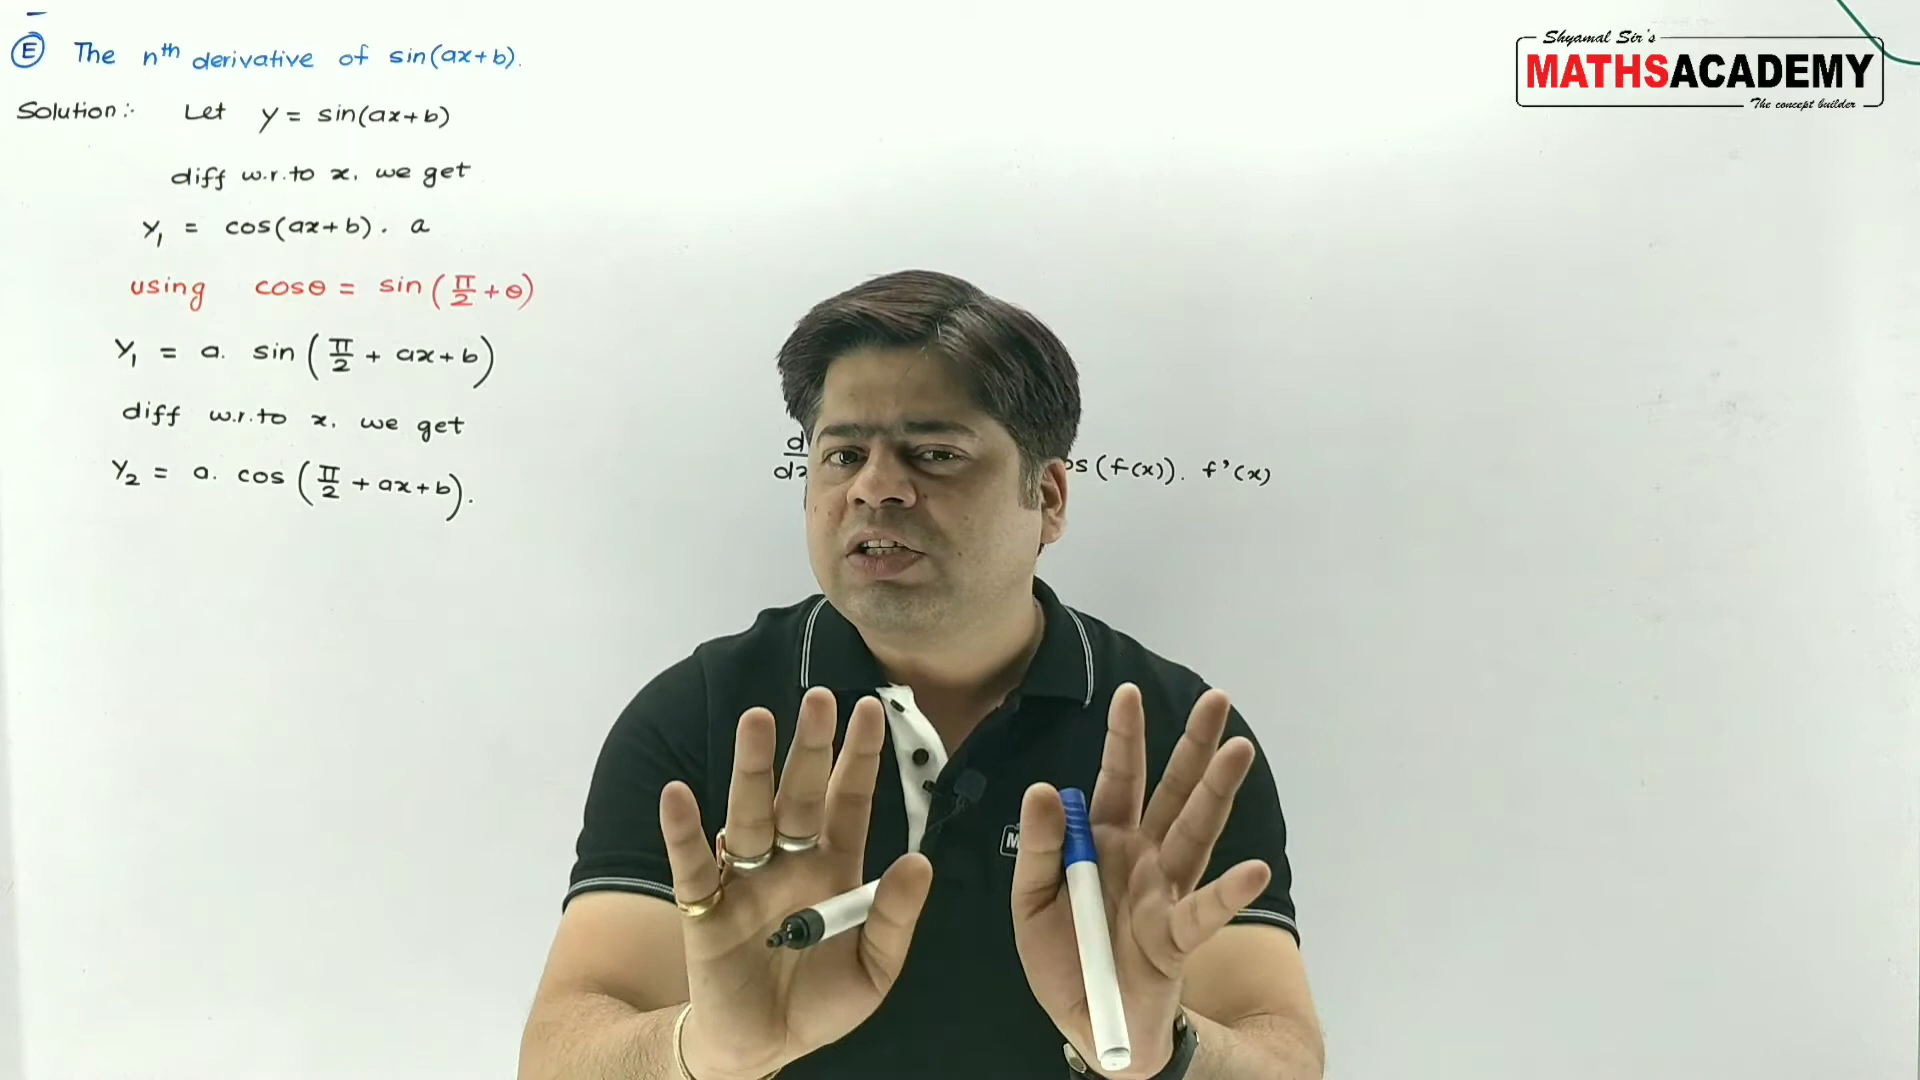 Ⓔ The nth derivative of sin(ax+b).
Solution:- Let y = sin(ax+b)
diff w.r.to x, we get
y₁ = cos(ax+b). a
using cosθ = sin(π/2 + θ)
y₁ = a. sin(π/2 + ax+b)
diff w.r.to x, we get
y₂ = a. cos(π/2 + ax+b).
(f(x)). f'(x)
Shyamal Sir's
MATHSACADEMY
The concept builder